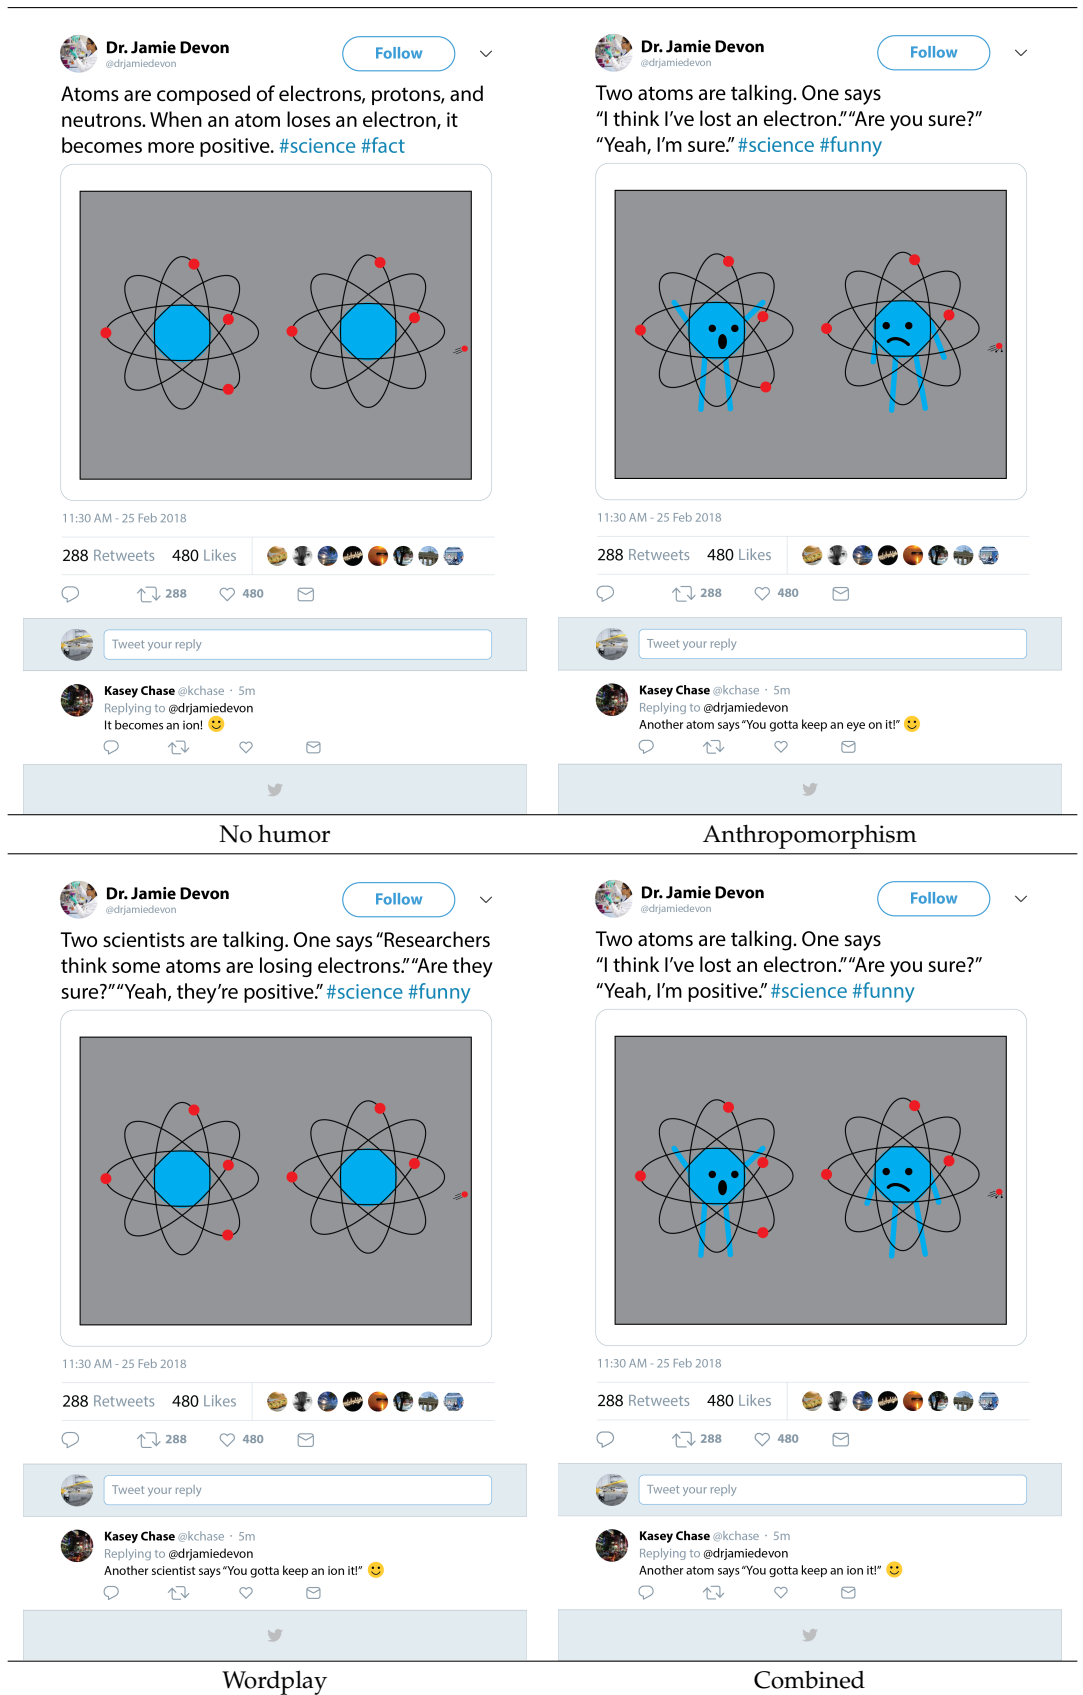 Dr. Jamie Devon
Follow
@drjamiedevon
Atoms are composed of electrons, protons, and
neutrons. When an atom loses an electron, it
becomes more positive. #science #fact
11:30 AM - 25 Feb 2018
288 Retweets 480 Likes
288 480
Tweet your reply
Kasey Chase @kchase · 5m
Replying to @drjamiedevon
It becomes an ion! 🙂
No humor
Dr. Jamie Devon
Follow
@drjamiedevon
Two atoms are talking. One says
“I think I’ve lost an electron.” “Are you sure?”
“Yeah, I’m sure.” #science #funny
11:30 AM - 25 Feb 2018
288 Retweets 480 Likes
288 480
Tweet your reply
Kasey Chase @kchase · 5m
Replying to @drjamiedevon
Another atom says “You gotta keep an eye on it!” 🙂
Anthropomorphism
Dr. Jamie Devon
Follow
@drjamiedevon
Two scientists are talking. One says “Researchers
think some atoms are losing electrons.” “Are they
sure?” “Yeah, they’re positive.” #science #funny
11:30 AM - 25 Feb 2018
288 Retweets 480 Likes
288 480
Tweet your reply
Kasey Chase @kchase · 5m
Replying to @drjamiedevon
Another scientist says “You gotta keep an ion it!” 🙂
Wordplay
Dr. Jamie Devon
Follow
@drjamiedevon
Two atoms are talking. One says
“I think I’ve lost an electron.” “Are you sure?”
“Yeah, I’m positive.” #science #funny
11:30 AM - 25 Feb 2018
288 Retweets 480 Likes
288 480
Tweet your reply
Kasey Chase @kchase · 5m
Replying to @drjamiedevon
Another atom says “You gotta keep an ion it!” 🙂
Combined